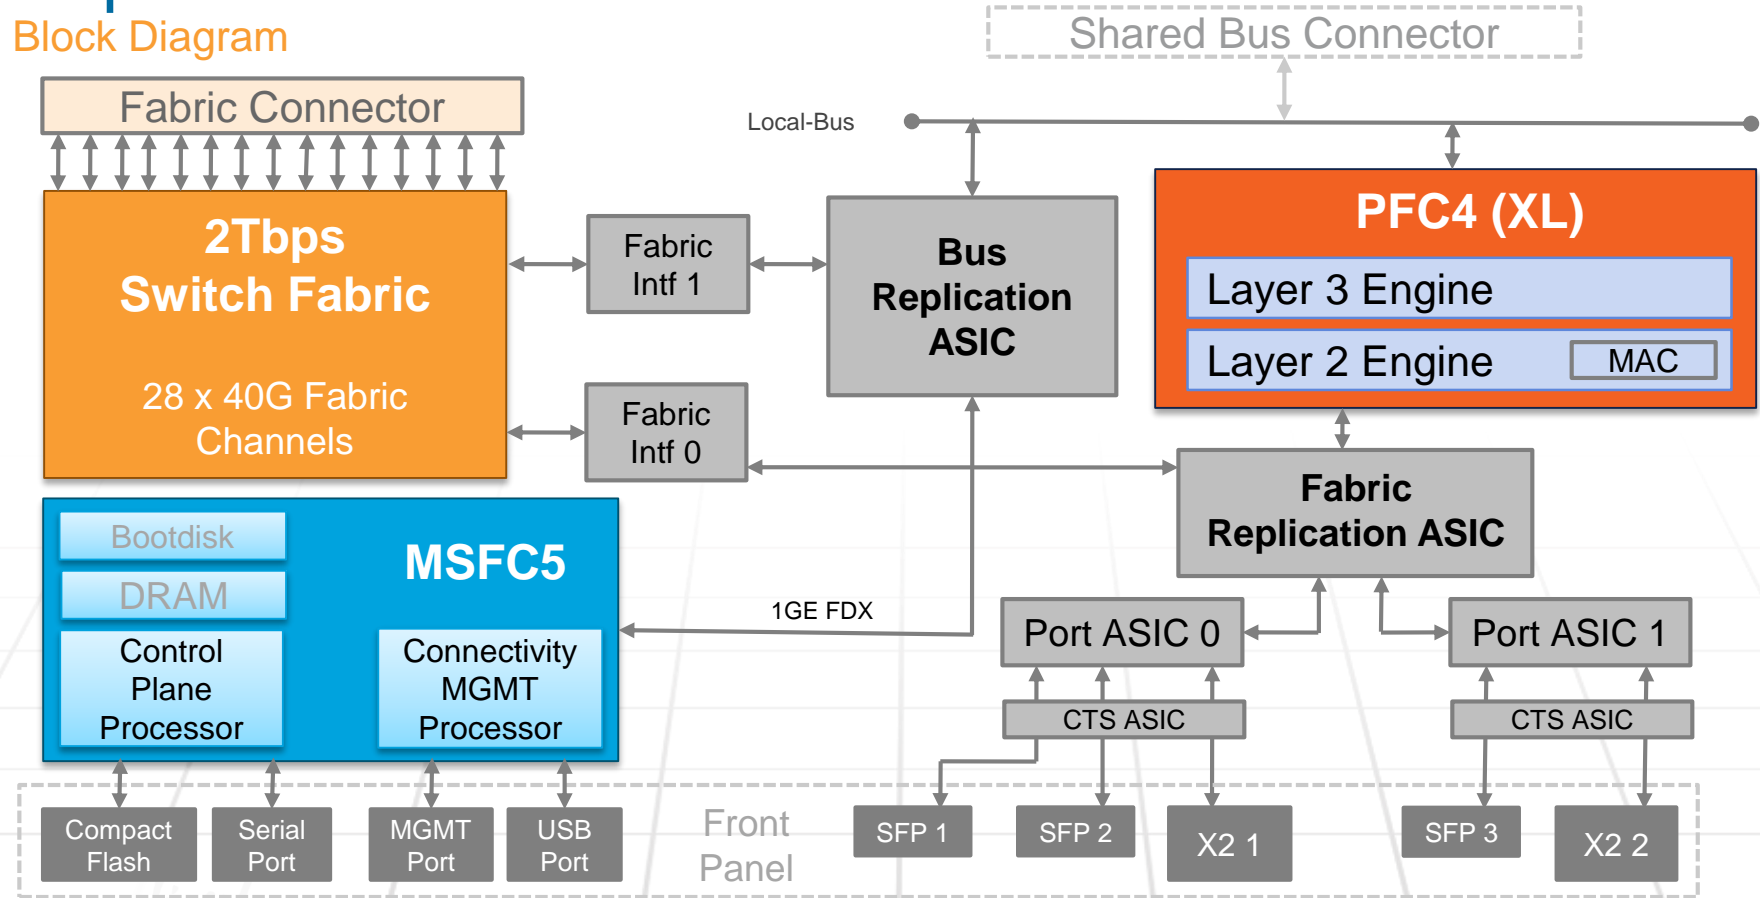 Block Diagram
Shared Bus Connector
Fabric Connector
Local-Bus
2Tbps
Switch Fabric
28 x 40G Fabric
Channels
Fabric
Intf 1
Bus
Replication
ASIC
PFC4 (XL)
Layer 3 Engine
Layer 2 Engine
MAC
Fabric
Intf 0
Fabric
Replication ASIC
MSFC5
Bootdisk
DRAM
Control
Plane
Processor
Connectivity
MGMT
Processor
1GE FDX
Port ASIC 0
Port ASIC 1
CTS ASIC
CTS ASIC
Compact
Flash
Serial
Port
MGMT
Port
USB
Port
Front
Panel
SFP 1
SFP 2
X2 1
SFP 3
X2 2